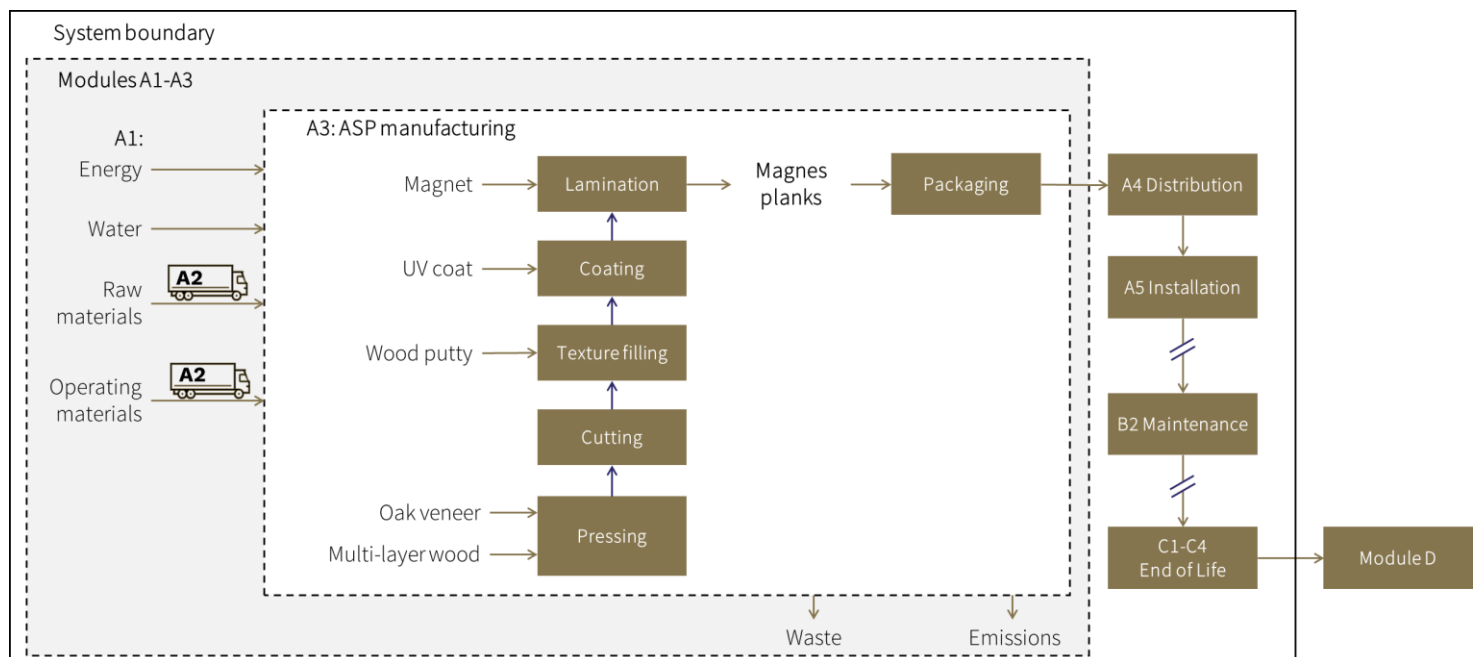 System boundary
Modules A1-A3
A1:
Energy
Water
A2
Raw
materials
A2
Operating
materials
A3: ASP manufacturing
Magnet
Lamination
Magnes
planks
Packaging
UV coat
Coating
Wood putty
Texture filling
Cutting
Oak veneer
Multi-layer wood
Pressing
Waste
Emissions
A4 Distribution
A5 Installation
B2 Maintenance
C1-C4
End of Life
Module D